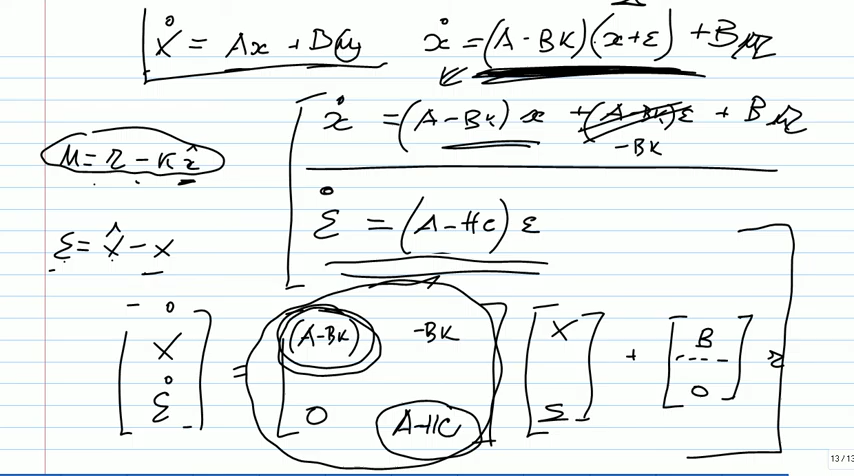 ẋ = Ax + Bu ẋ = (A - BK)(x+ε) + Br
ẋ = (A - BK) x + (A - BK)ε + Br
-BK
u = r - Kx̂
ε̇ = (A - HC) ε
ε = x̂ - x
[ẋ ε̇] = [(A-BK) -BK 0 A-HC] [x ε] + [B 0] r
13 / 13